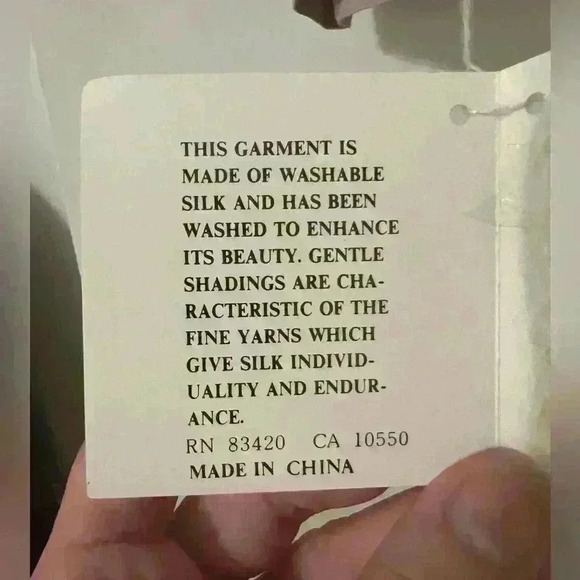 THIS GARMENT IS
MADE OF WASHABLE
SILK AND HAS BEEN
WASHED TO ENHANCE
ITS BEAUTY. GENTLE
SHADINGS ARE CHA-
RACTERISTIC OF THE
FINE YARNS WHICH
GIVE SILK INDIVID-
UALITY AND ENDUR-
ANCE.
RN 83420 CA 10550
MADE IN CHINA